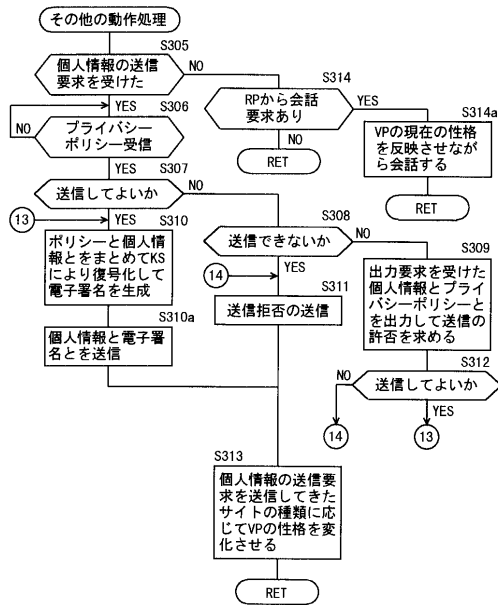 その他の動作処理
S305
個人情報の送信
要求を受けた
NO
YES
S306
NO
プライバシー
ポリシー受信
YES
S307
送信してよいか
NO
13
YES
S310
ポリシーと個人情報
とをまとめてKS
により復号化して
電子署名を生成
S310a
個人情報と電子署
名とを送信
S314
RPから会話
要求あり
YES
NO
RET
S314a
VPの現在の性格
を反映させなが
ら会話する
RET
S308
送信できないか
NO
14
YES
S311
送信拒否の送信
S309
出力要求を受けた
個人情報とプライ
バシーポリシーと
を出力して送信の
許否を求める
S312
NO
送信してよいか
YES
14
13
S313
個人情報の送信要
求を送信してきた
サイトの種類に応
じてVPの性格を変
化させる
RET